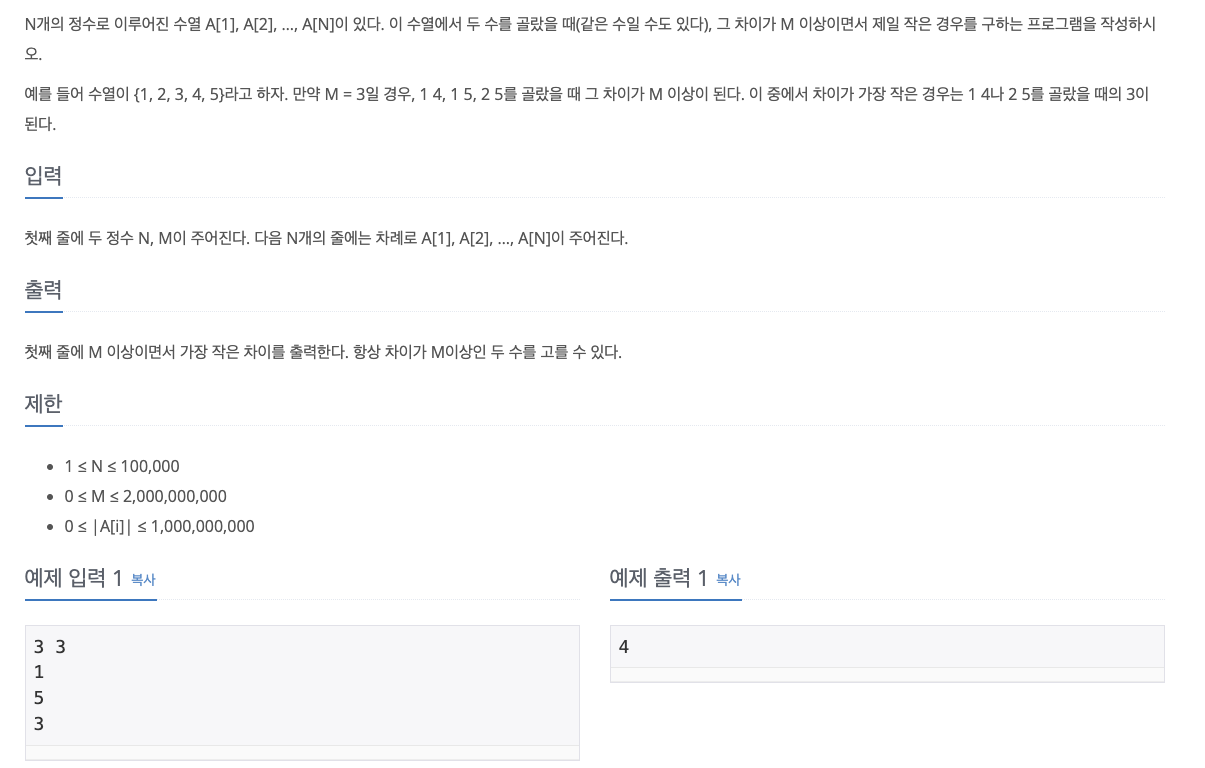 N개의 정수로 이루어진 수열 A[1], A[2], …, A[N]이 있다. 이 수열에서 두 수를 골랐을 때(같은 수일 수도 있다), 그 차이가 M 이상이면서 제일 작은 경우를 구하는 프로그램을 작성하시
오.
예를 들어 수열이 {1, 2, 3, 4, 5}라고 하자. 만약 M = 3일 경우, 1 4, 1 5, 2 5를 골랐을 때 그 차이가 M 이상이 된다. 이 중에서 차이가 가장 작은 경우는 1 4나 2 5를 골랐을 때의 3이
된다.
입력
첫째 줄에 두 정수 N, M이 주어진다. 다음 N개의 줄에는 차례로 A[1], A[2], …, A[N]이 주어진다.
출력
첫째 줄에 M 이상이면서 가장 작은 차이를 출력한다. 항상 차이가 M이상인 두 수를 고를 수 있다.
제한
• 1 ≤ N ≤ 100,000
• 0 ≤ M ≤ 2,000,000,000
• 0 ≤ |A[i]| ≤ 1,000,000,000
예제 입력 1 복사
3 3
1
5
3
예제 출력 1 복사
4